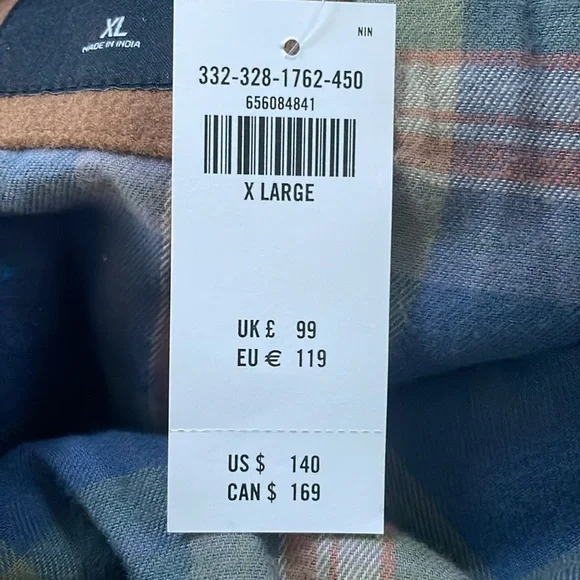 XL
MADE IN INDIA
NIN
332-328-1762-450
656084841
X LARGE
UK £ 99
EU € 119
US $ 140
CAN $ 169